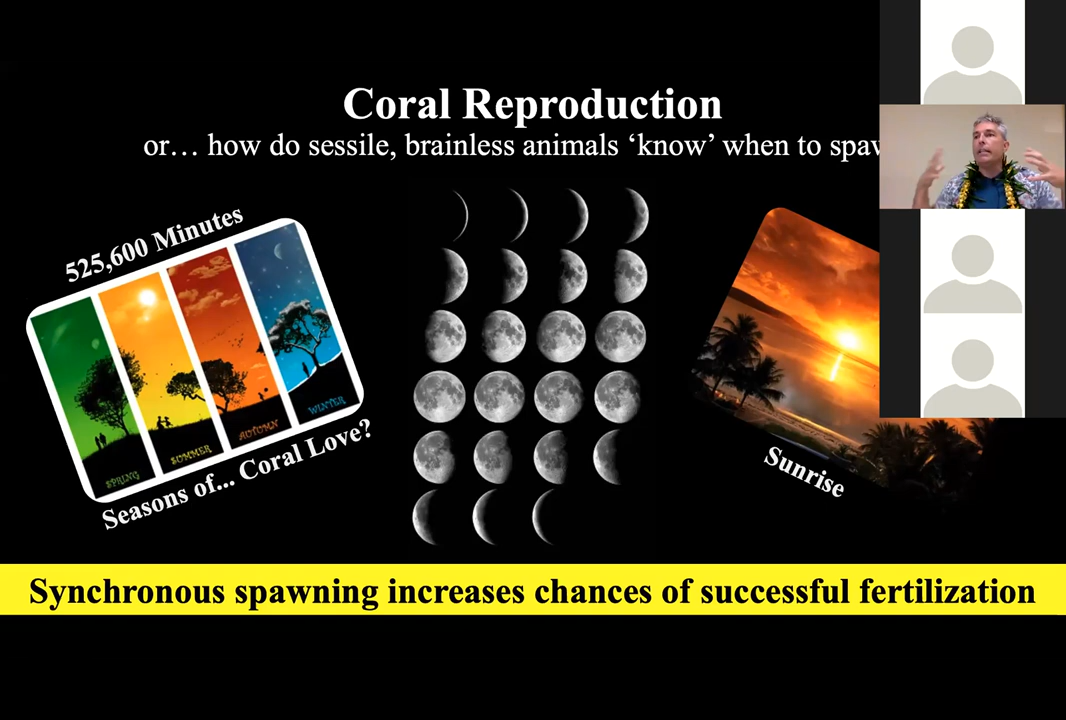 Coral Reproduction
or… how do sessile, brainless animals ‘know’ when to spaw
525,600 Minutes
SPRING
SUMMER
AUTUMN
WINTER
Seasons of... Coral Love?
Sunrise
Synchronous spawning increases chances of successful fertilization